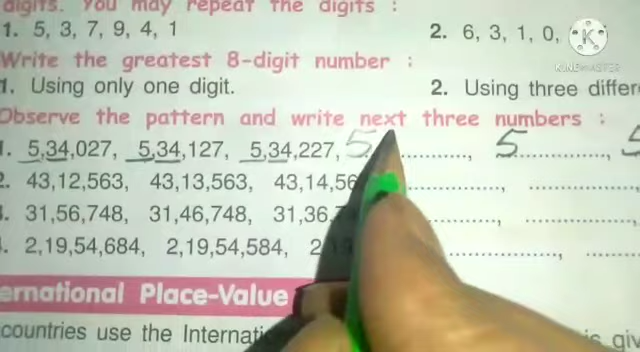 digits. You may repeat the digits :
1. 5, 3, 7, 9, 4, 1 2. 6, 3, 1, 0,
Write the greatest 8-digit number :
1. Using only one digit. 2. Using three differ
Observe the pattern and write next three numbers :
1. 5,34,027, 5,34,127, 5,34,227, 5 ............, 5 ............, 5
2. 43,12,563, 43,13,563, 43,14,56 ............, ............
31,56,748, 31,46,748, 31,36,7 ............, ............
2,19,54,684, 2,19,54,584, 2,19 ............, ............
ernational Place-Value
countries use the Internati is giv
KINEMASTER